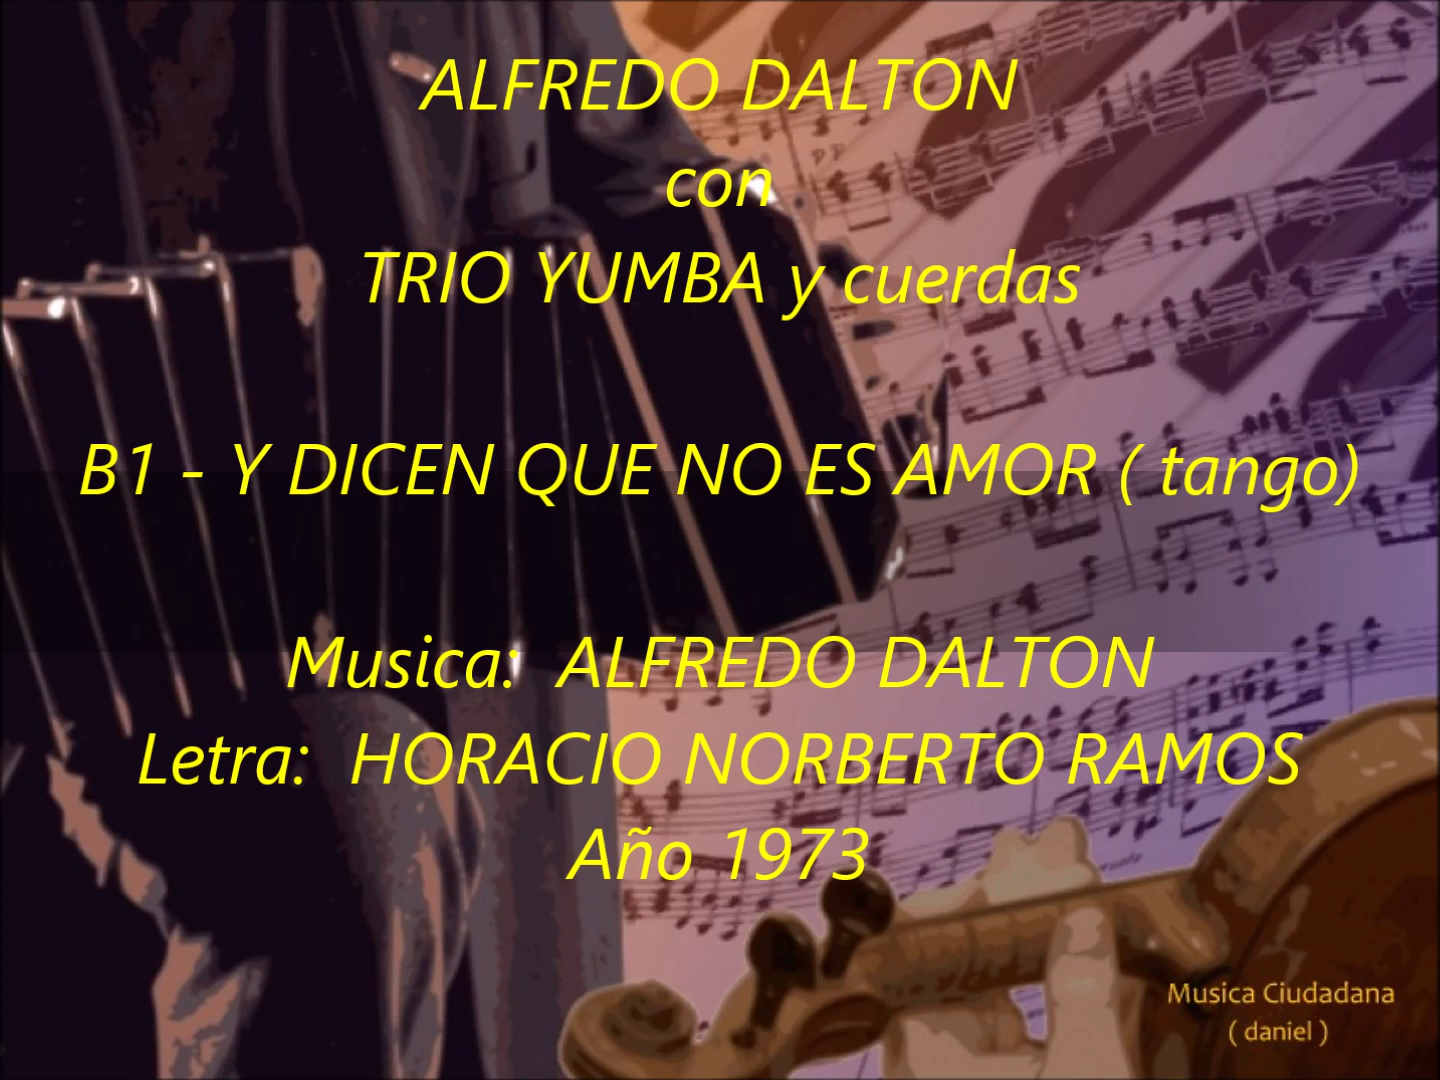 ALFREDO DALTON
con
TRIO YUMBA y cuerdas
B1 - Y DICEN QUE NO ES AMOR ( tango)
Musica: ALFREDO DALTON
Letra: HORACIO NORBERTO RAMOS
Año 1973
Musica Ciudadana
( daniel )